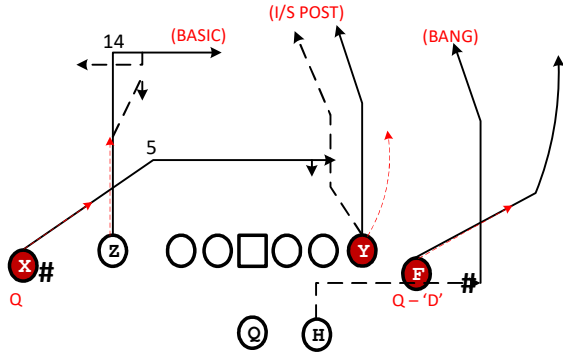 (I/S POST)
14
(BASIC)
(BANG)
5
X
#
Z
Y
F
#
Q
Q – 'D'
Q
H